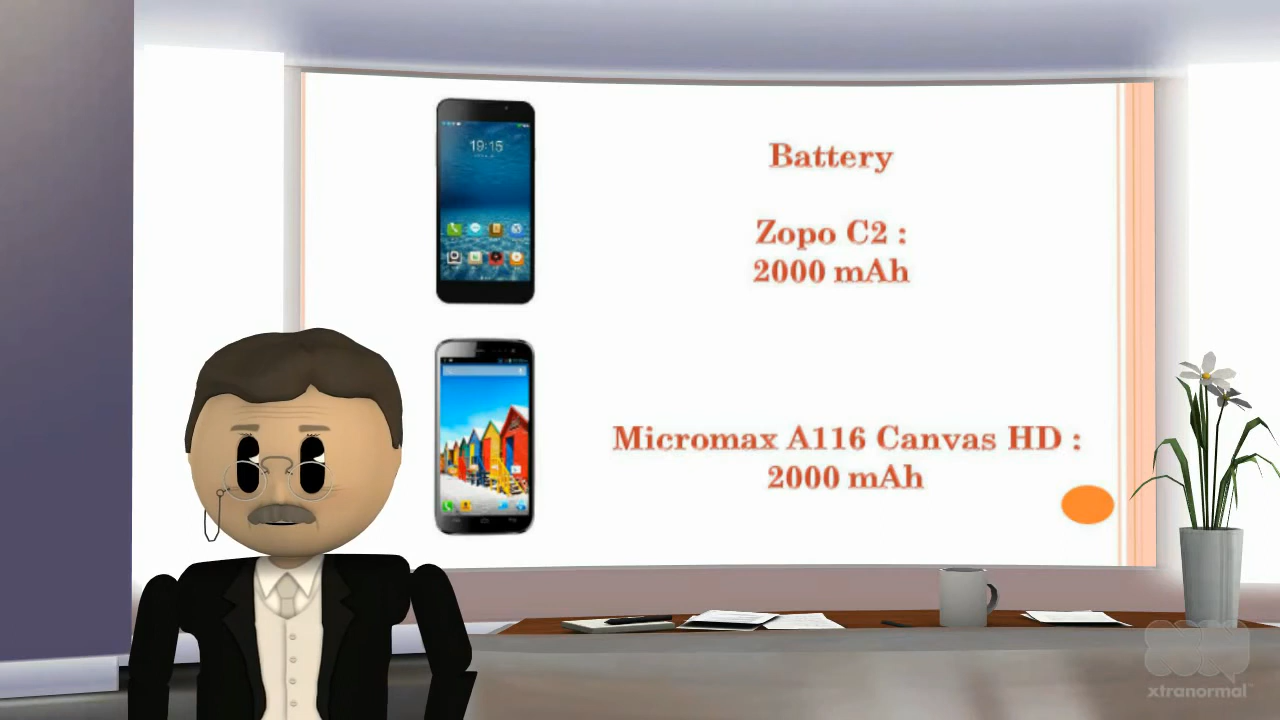 19:15
Battery
Zopo C2 :
2000 mAh
Micromax A116 Canvas HD :
2000 mAh
xtranormal